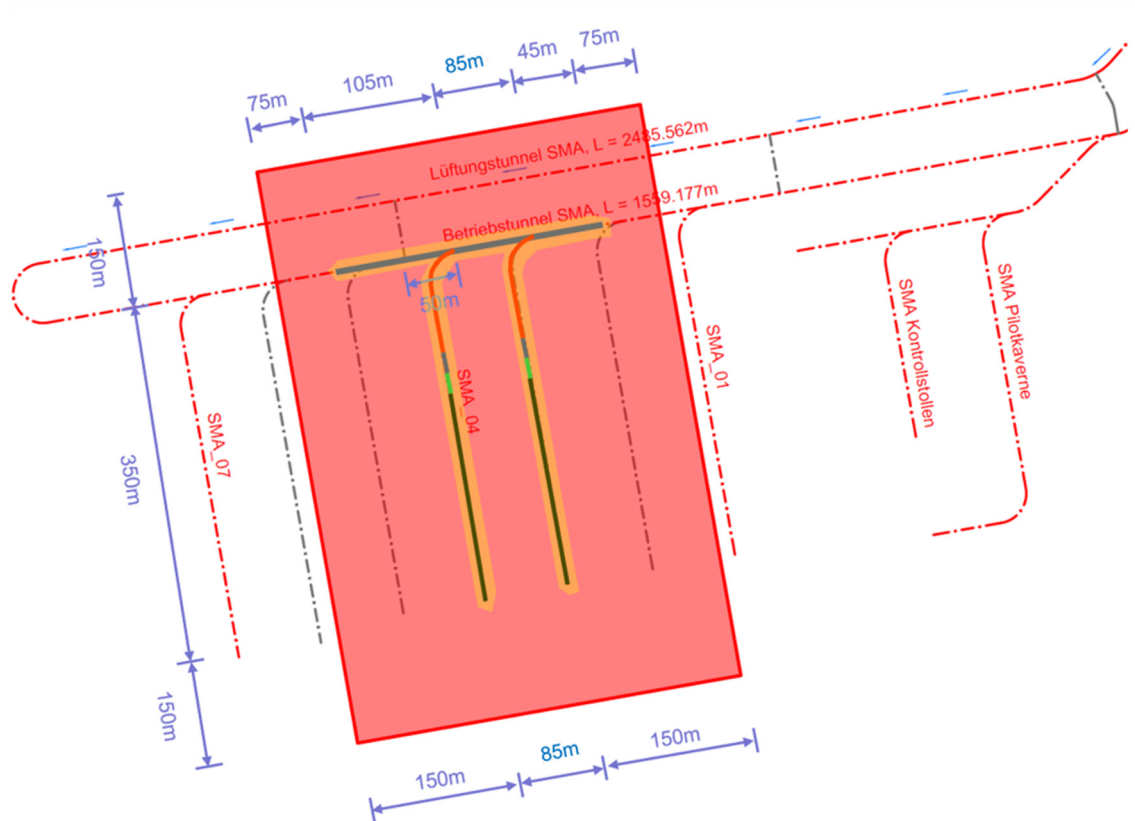 75m
105m
85m
45m
75m
Lüftungstunnel SMA, L = 2485.562m
Betriebstunnel SMA, L = 1559.177m
150m
50m
350m
150m
SMA_07
SMA_04
SMA_01
SMA Kontrollstollen
SMA Pilotkaverne
150m
85m
150m